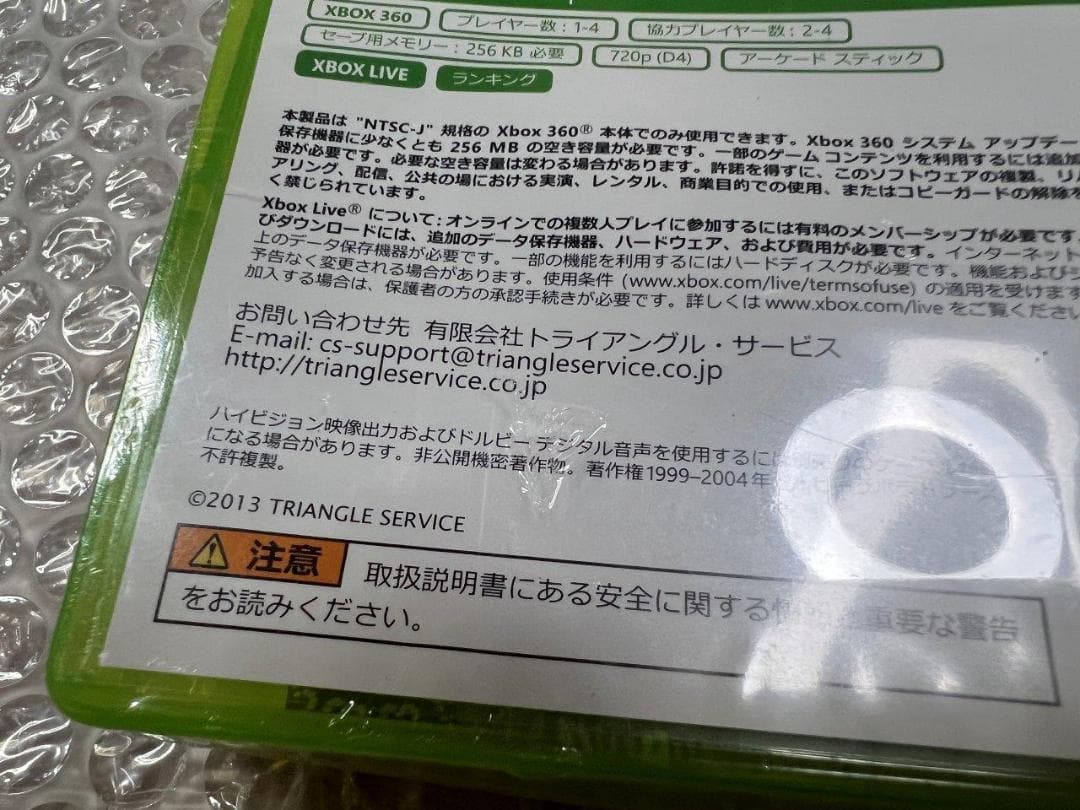 XBOX 360 プレイヤー数：1-4 協力プレイヤー数：2-4
セーブ用メモリー：256 KB 必要 720p (D4) アーケード スティック
XBOX LIVE ランキング
本製品は "NTSC-J" 規格の Xbox 360® 本体でのみ使用できます。Xbox 360 システム アップデー
保存機器に少なくとも 256 MB の空き容量が必要です。一部のゲーム コンテンツを利用するには追加
器が必要です。必要な空き容量は変わる場合があります。許諾を得ずに、このソフトウェアの複製、リ
アリング、配信、公共の場における実演、レンタル、商業目的での使用、またはコピーガードの解除を
く禁じられています。
Xbox Live® について：オンラインでの複数人プレイに参加するには有料のメンバーシップが必要です
びダウンロードには、追加のデータ保存機器、ハードウェア、および費用が必要です。インターネット
上のデータ保存機器が必要です。一部の機能を利用するにはハードディスクが必要です。機能および
予告なく変更される場合があります。使用条件 (www.xbox.com/live/termsofuse) の適用を受けます
加入する場合は、保護者の方の承認手続きが必要です。詳しくは www.xbox.com/live をご覧ください
お問い合わせ先 有限会社トライアングル・サービス
E-mail: cs-support@triangleservice.co.jp
http://triangleservice.co.jp
ハイビジョン映像出力およびドルビー デジタル音声を使用するには
になる場合があります。非公開機密著作物。著作権 1999–2004 年
不許複製。
©2013 TRIANGLE SERVICE
注意 取扱説明書にある安全に関する 重要な警告
をお読みください。